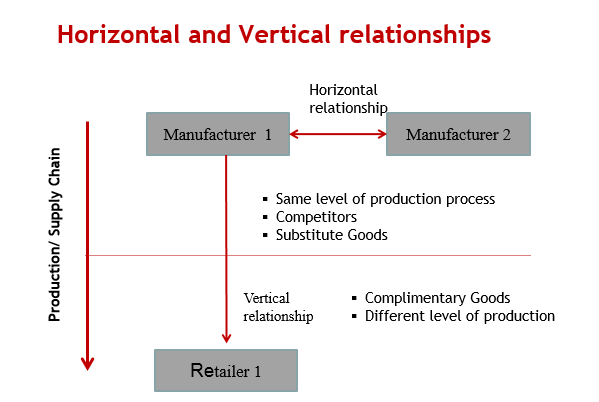 Horizontal and Vertical relationships
Horizontal
relationship
Manufacturer 1
Manufacturer 2
Production/ Supply Chain
▪ Same level of production process
▪ Competitors
▪ Substitute Goods
Vertical
relationship
▪ Complimentary Goods
▪ Different level of production
Retailer 1